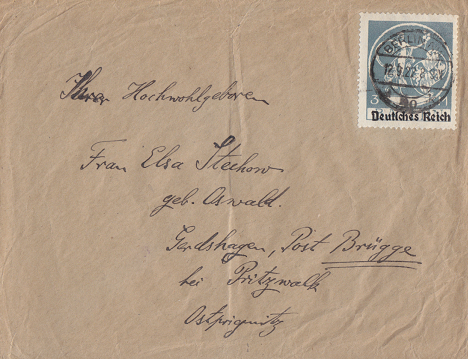 BERLIN
Deutsches Reich
Ihrer Hochwohlgeboren
Frau Elsa Stechow
geb. Oswald.
Gerdshagen, Post Brügge
bei Pritzwalk
Ostprignitz